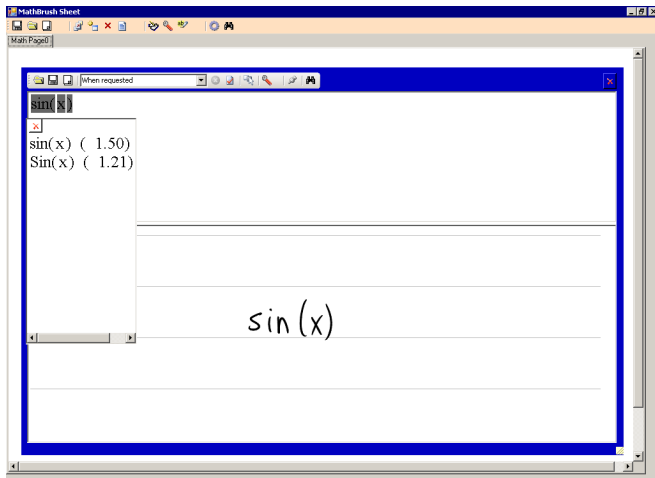 MathBrush Sheet
Math Page0
When requested
sin(x)
sin(x) ( 1.50)
Sin(x) ( 1.21)
sin(x)